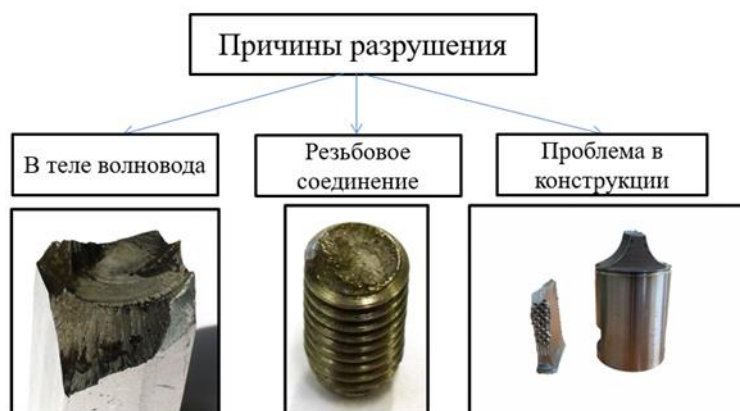 Причины разрушения
В теле волновода
Резьбовое
соединение
Проблема в
конструкции